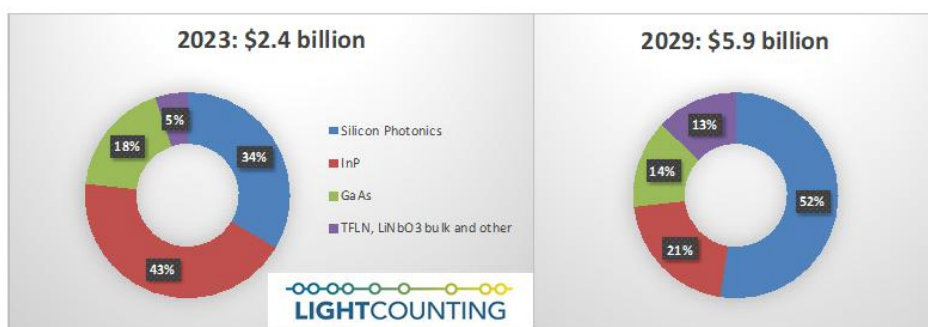 2023: $2.4 billion
5%
18%
34%
43%
Silicon Photonics
InP
GaAs
TFLN, LiNbO3 bulk and other
LIGHTCOUNTING
2029: $5.9 billion
13%
14%
52%
21%